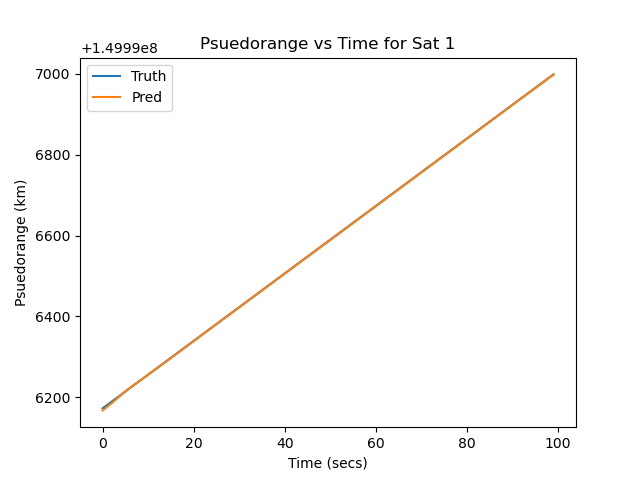 Psuedorange vs Time for Sat 1
+1.4999e8
Truth
Pred
7000
6800
6600
6400
6200
Psuedorange (km)
0
20
40
60
80
100
Time (secs)